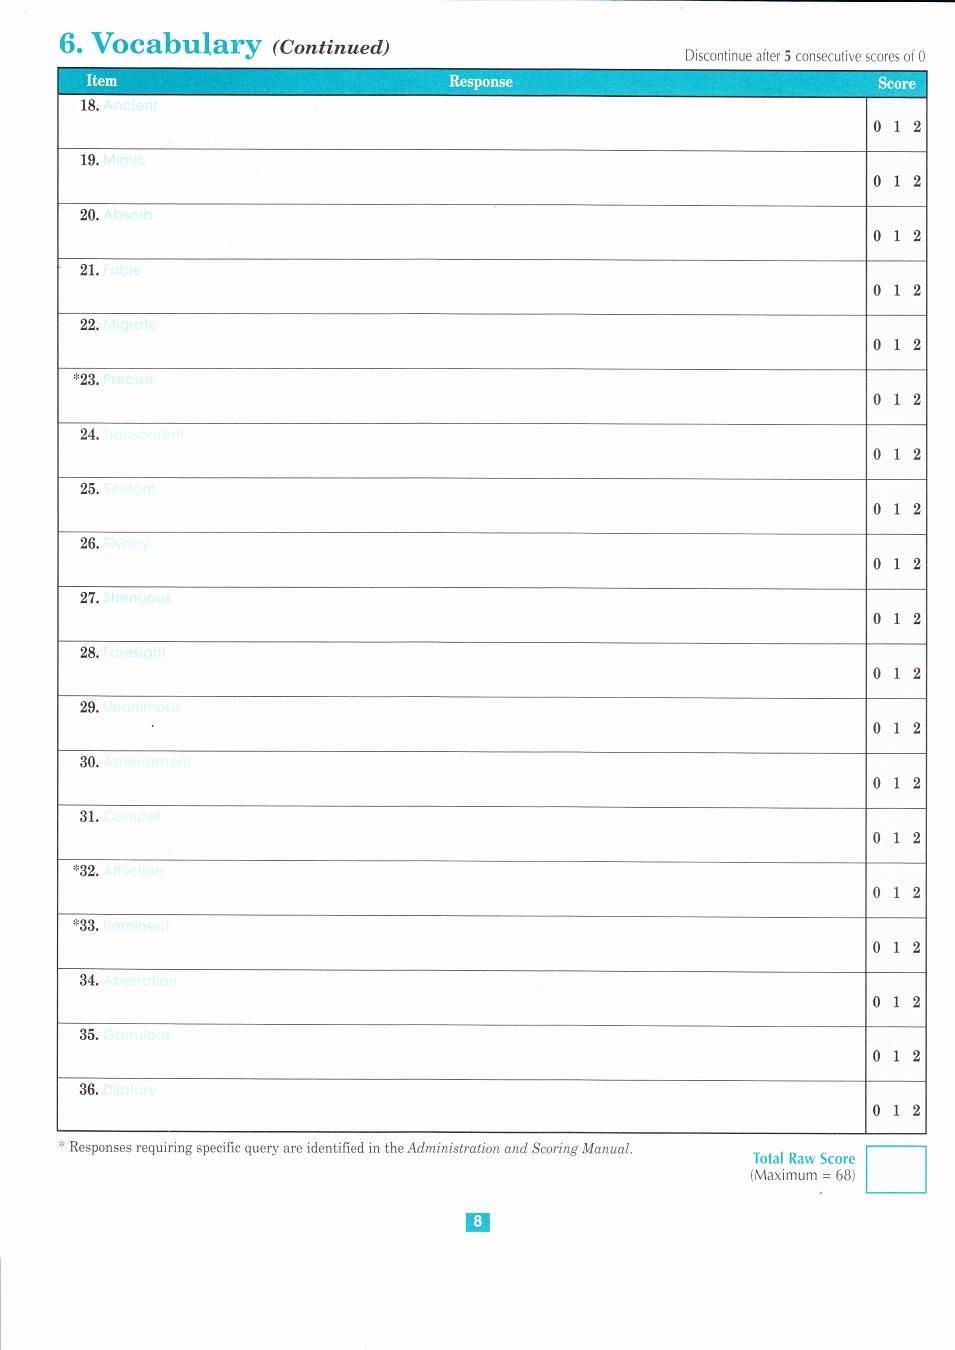 6. Vocabulary (Continued)
Discontinue after 5 consecutive scores of 0
Item Response Score
18. Ancient
0 1 2
19. Mimic
0 1 2
20. Absorb
0 1 2
21. Fable
0 1 2
22. Migrate
0 1 2
*23. Precise
0 1 2
24. Transparent
0 1 2
25. Seldom
0 1 2
26. Rivalry
0 1 2
27. Strenuous
0 1 2
28. Foresight
0 1 2
29. Unanimous
0 1 2
30. Amendment
0 1 2
31. Compel
0 1 2
*32. Affliction
0 1 2
*33. Imminent
0 1 2
34. Aberration
0 1 2
35. Garrulous
0 1 2
36. Dilatory
0 1 2
* Responses requiring specific query are identified in the Administration and Scoring Manual.
Total Raw Score
(Maximum = 68)
8